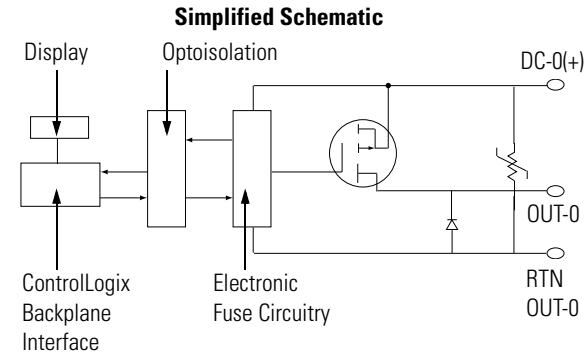 Simplified Schematic
Display
Optoisolation
DC-0(+)
OUT-0
RTN
OUT-0
ControlLogix
Backplane
Interface
Electronic
Fuse Circuitry